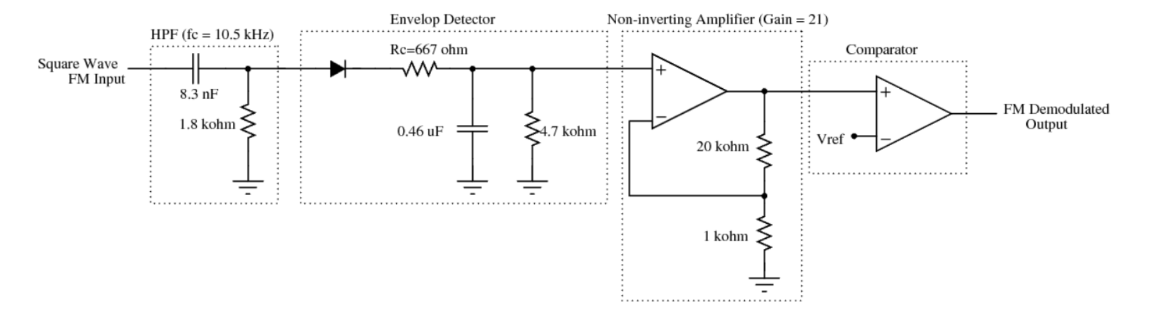 Envelop Detector
Non-inverting Amplifier (Gain = 21)
HPF (fc = 10.5 kHz)
Rc=667 ohm
Comparator
Square Wave
FM Input
8.3 nF
1.8 kohm
0.46 uF
4.7 kohm
+
−
20 kohm
1 kohm
+
−
Vref
FM Demodulated
Output